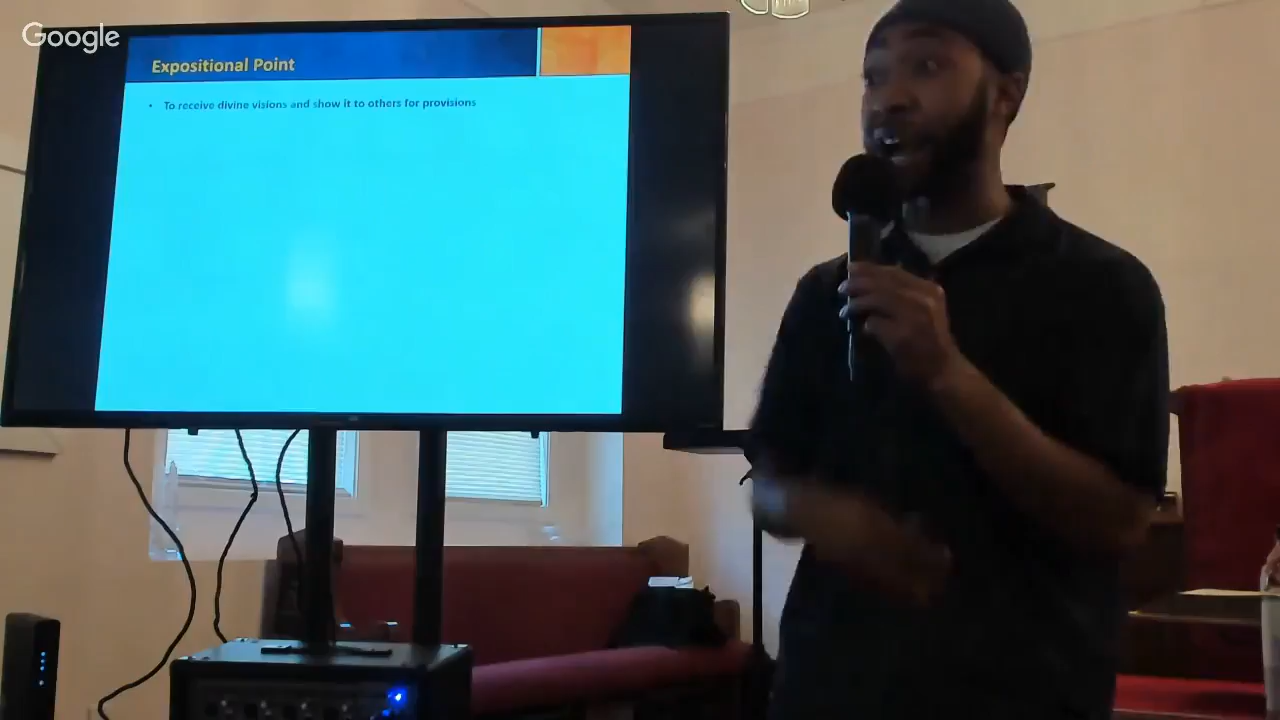 Google
Expositional Point
• To receive divine visions and show it to others for provisions